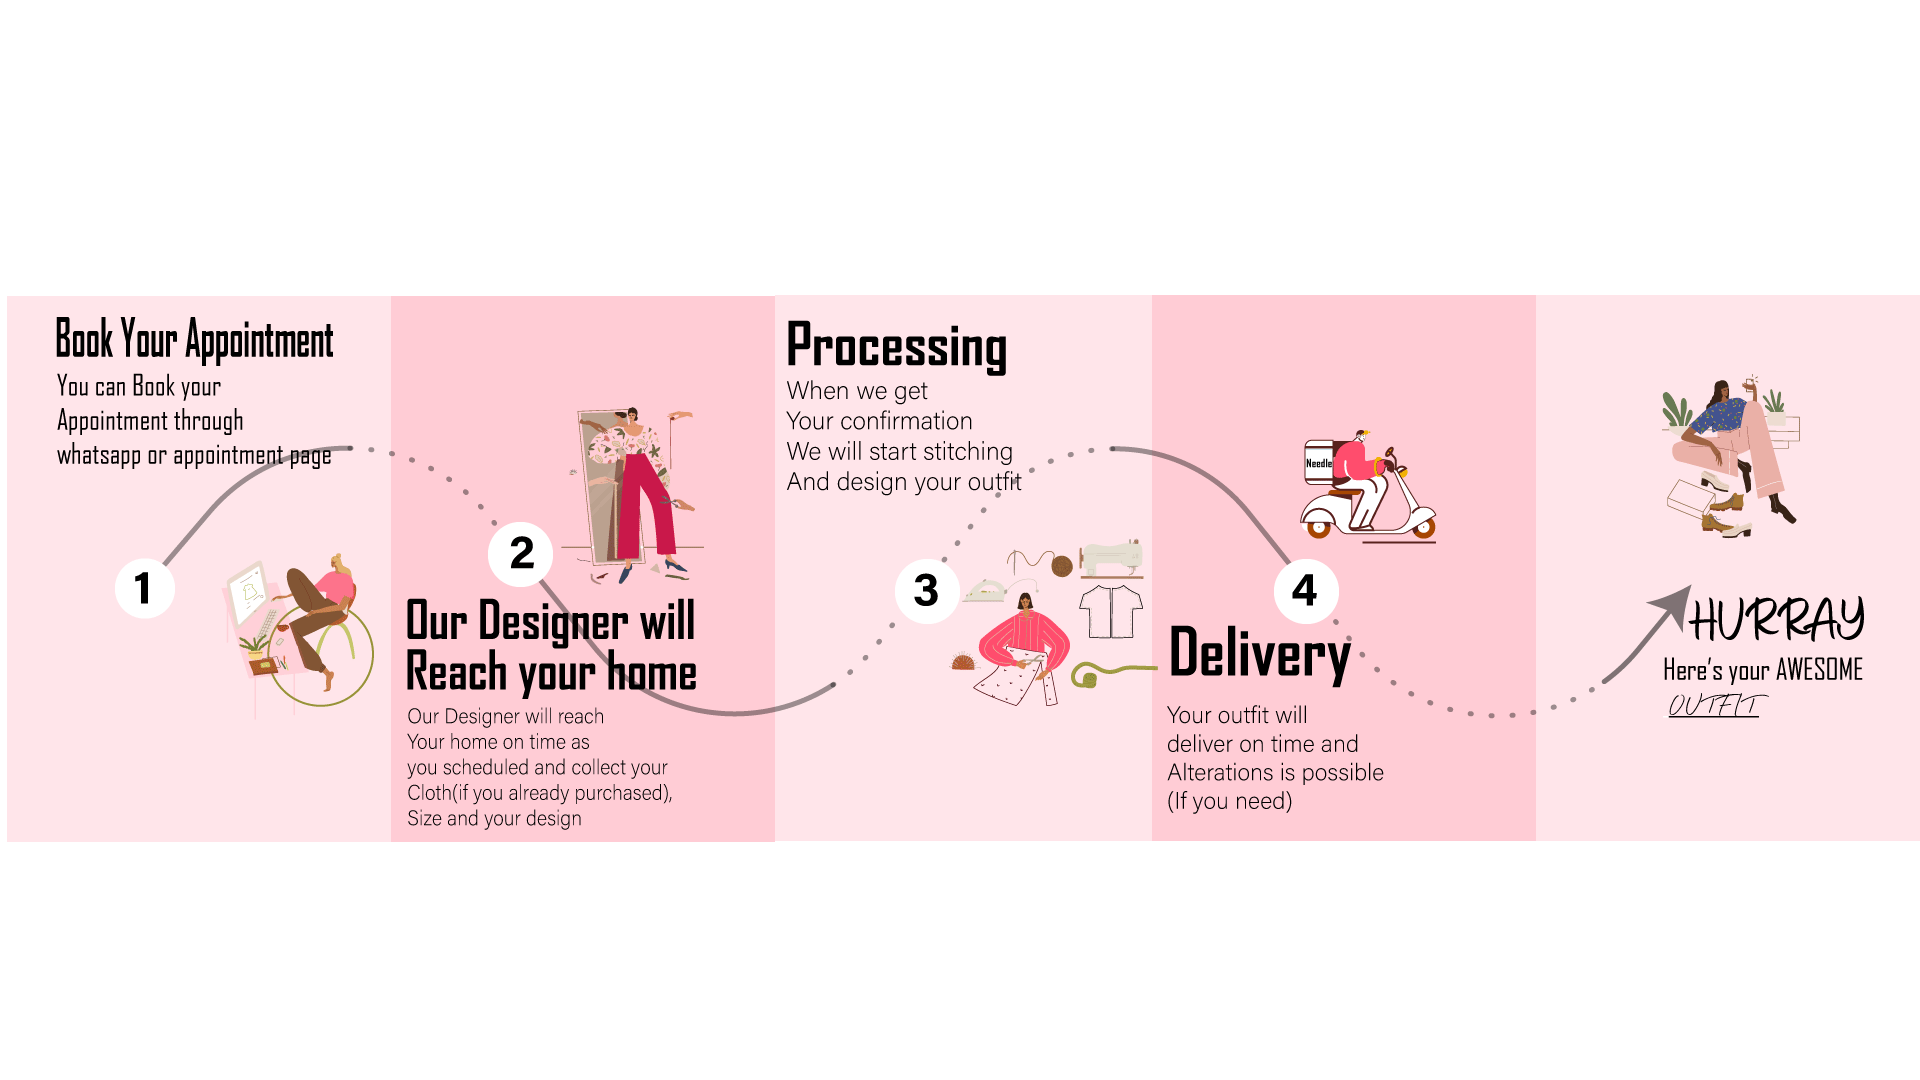 Book Your Appointment
You can Book your
Appointment through
whatsapp or appointment page
1
2
Our Designer will
Reach your home
Our Designer will reach
Your home on time as
you scheduled and collect your
Cloth(if you already purchased),
Size and your design
Processing
When we get
Your confirmation
We will start stitching
And design your outfit
3
Needle
4
Delivery
Your outfit will
deliver on time and
Alterations is possible
(If you need)
HURRAY
Here's your AWESOME
OUTFIT